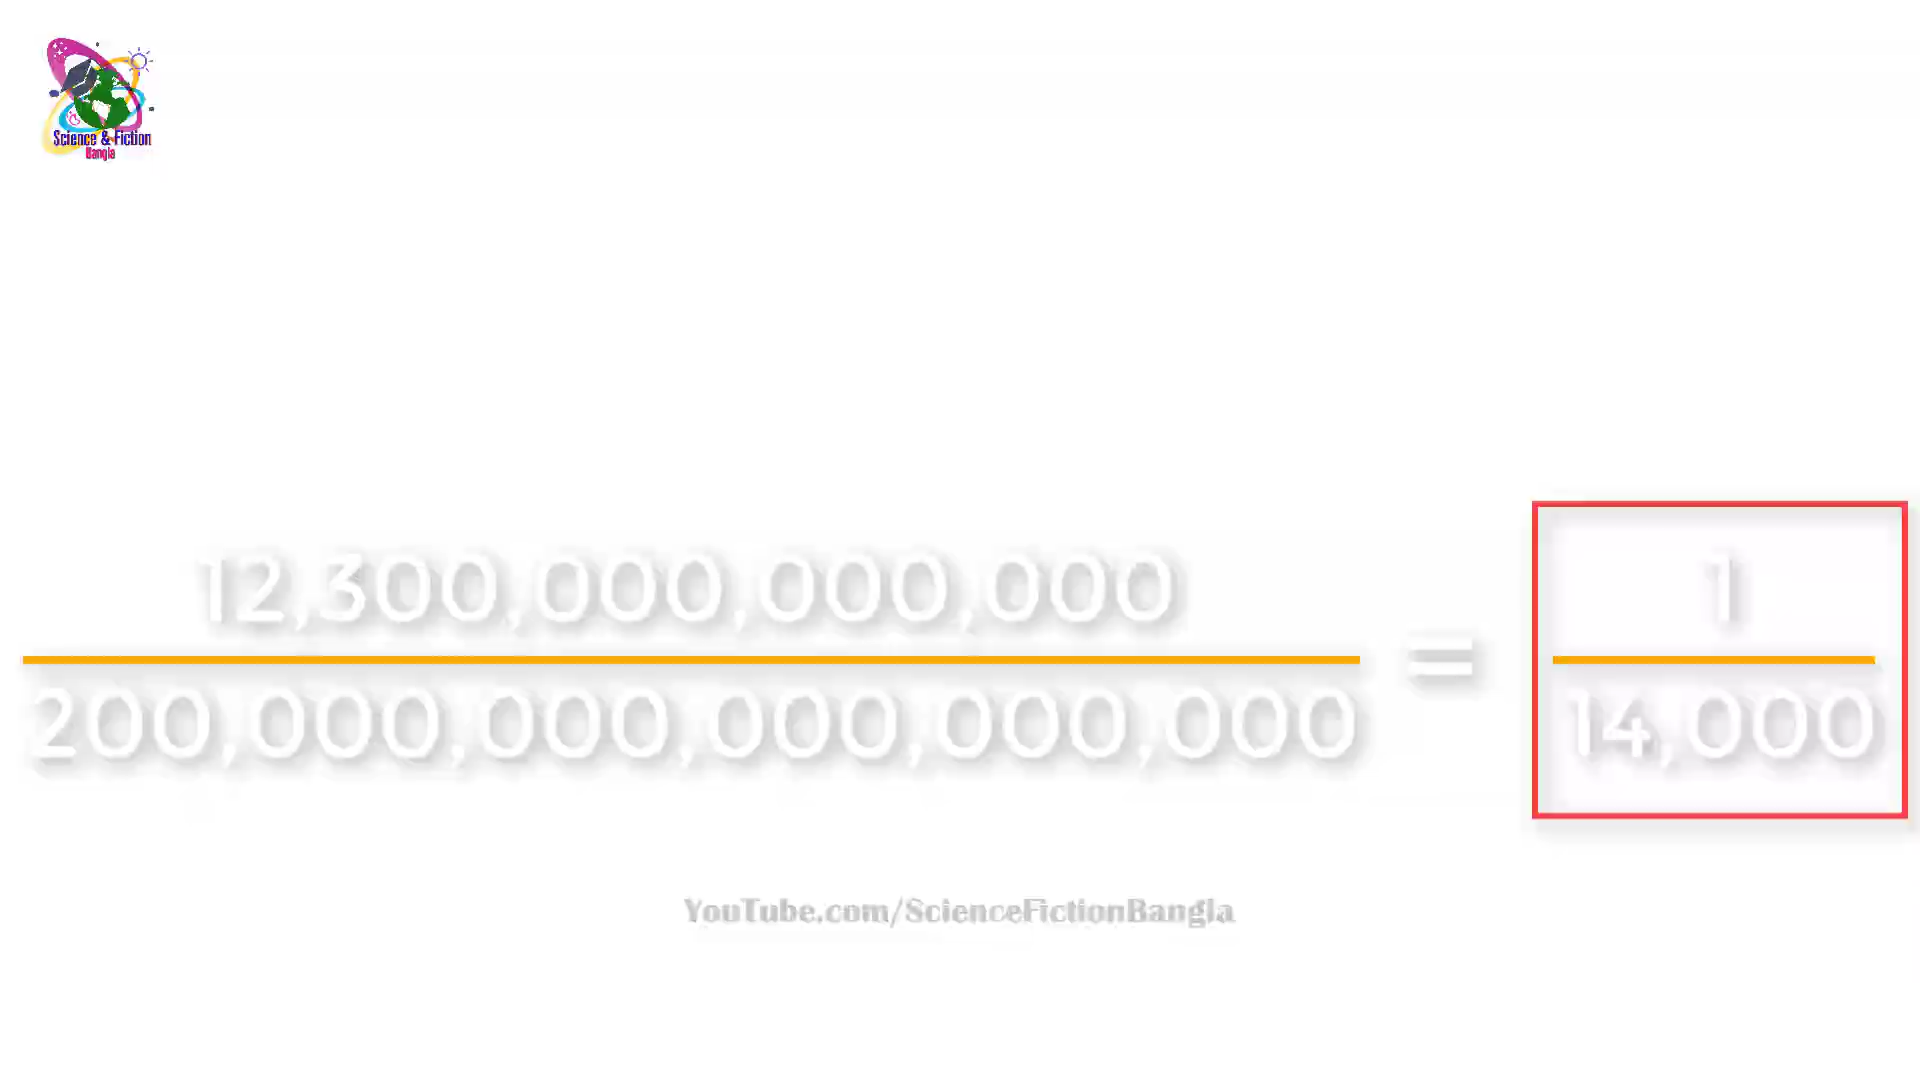 Science & Fiction
Bangla
12,300,000,000,000
200,000,000,000,000,000
=
1
14,000
YouTube.com/ScienceFictionBangla